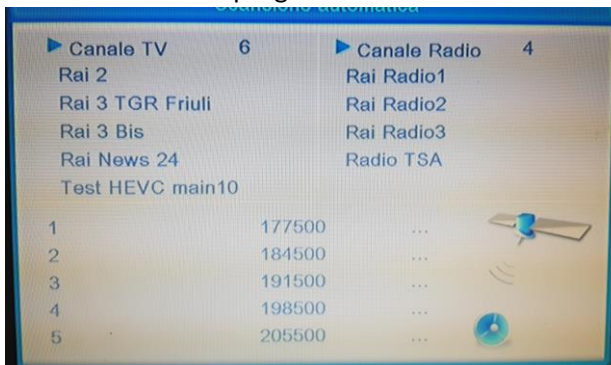 Scansione automatica
Canale TV 6
Rai 2
Rai 3 TGR Friuli
Rai 3 Bis
Rai News 24
Test HEVC main10
Canale Radio 4
Rai Radio1
Rai Radio2
Rai Radio3
Radio TSA
1 177500 ...
2 184500 ...
3 191500 ...
4 198500 ...
5 205500 ...